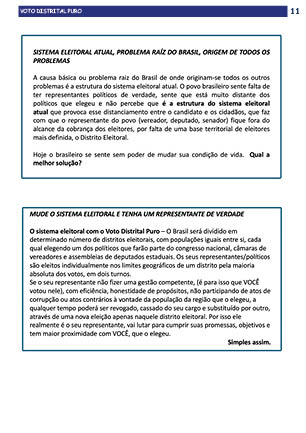 VOTO DISTRITAL PURO
11
SISTEMA ELEITORAL ATUAL, PROBLEMA RAÍZ DO BRASIL, ORIGEM DE TODOS OS
PROBLEMAS
A causa básica ou problema raiz do Brasil de onde originam-se todos os outros
problemas é a estrutura do sistema eleitoral atual. O povo brasileiro sente falta de
ter representantes políticos de verdade, sente que está muito distante dos
políticos que elegeu e não percebe que é a estrutura do sistema eleitoral
atual que provoca esse distanciamento entre o candidato e os cidadãos, que faz
com que o representante do povo (vereador, deputado, senador) fique fora do
alcance da cobrança dos eleitores, por falta de uma base territorial de eleitores
mais definida, o Distrito Eleitoral.
Hoje o brasileiro se sente sem poder de mudar sua condição de vida. Qual a
melhor solução?
MUDE O SISTEMA ELEITORAL E TENHA UM REPRESENTANTE DE VERDADE
O sistema eleitoral com o Voto Distrital Puro – O Brasil será dividido em
determinado número de distritos eleitorais, com populações iguais entre si, cada
qual elegendo um dos políticos que farão parte do congresso nacional, câmaras de
vereadores e assembleias de deputados estaduais. Os seus representantes/políticos
são eleitos individualmente nos limites geográficos de um distrito pela maioria
absoluta dos votos, em dois turnos.
Se o seu representante não fizer uma gestão competente, (é para isso que VOCÊ
votou nele), com eficiência, honestidade de propósitos, não participando de atos de
corrupção ou atos contrários à vontade da população da região que o elegeu, a
qualquer tempo poderá ser revogado, cassado do seu cargo e substituído por outro,
através de uma nova eleição apenas naquele distrito eleitoral. Por isso ele
realmente é o seu representante, vai lutar para cumprir suas promessas, objetivos e
tem maior proximidade com VOCÊ, que o elegeu.
Simples assim.